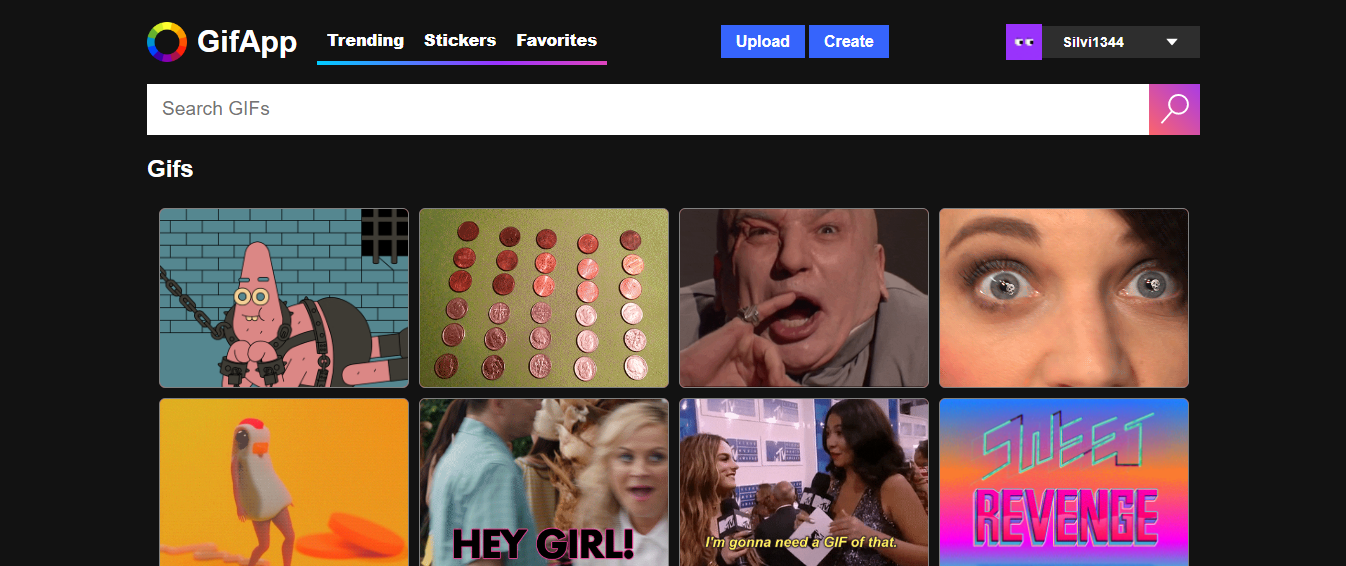 GifApp Trending Stickers Favorites Upload Create Silvi1344
Search GIFs
Gifs
HEY GIRL!
I'm gonna need a GIF of that.
SWEET
REVENGE